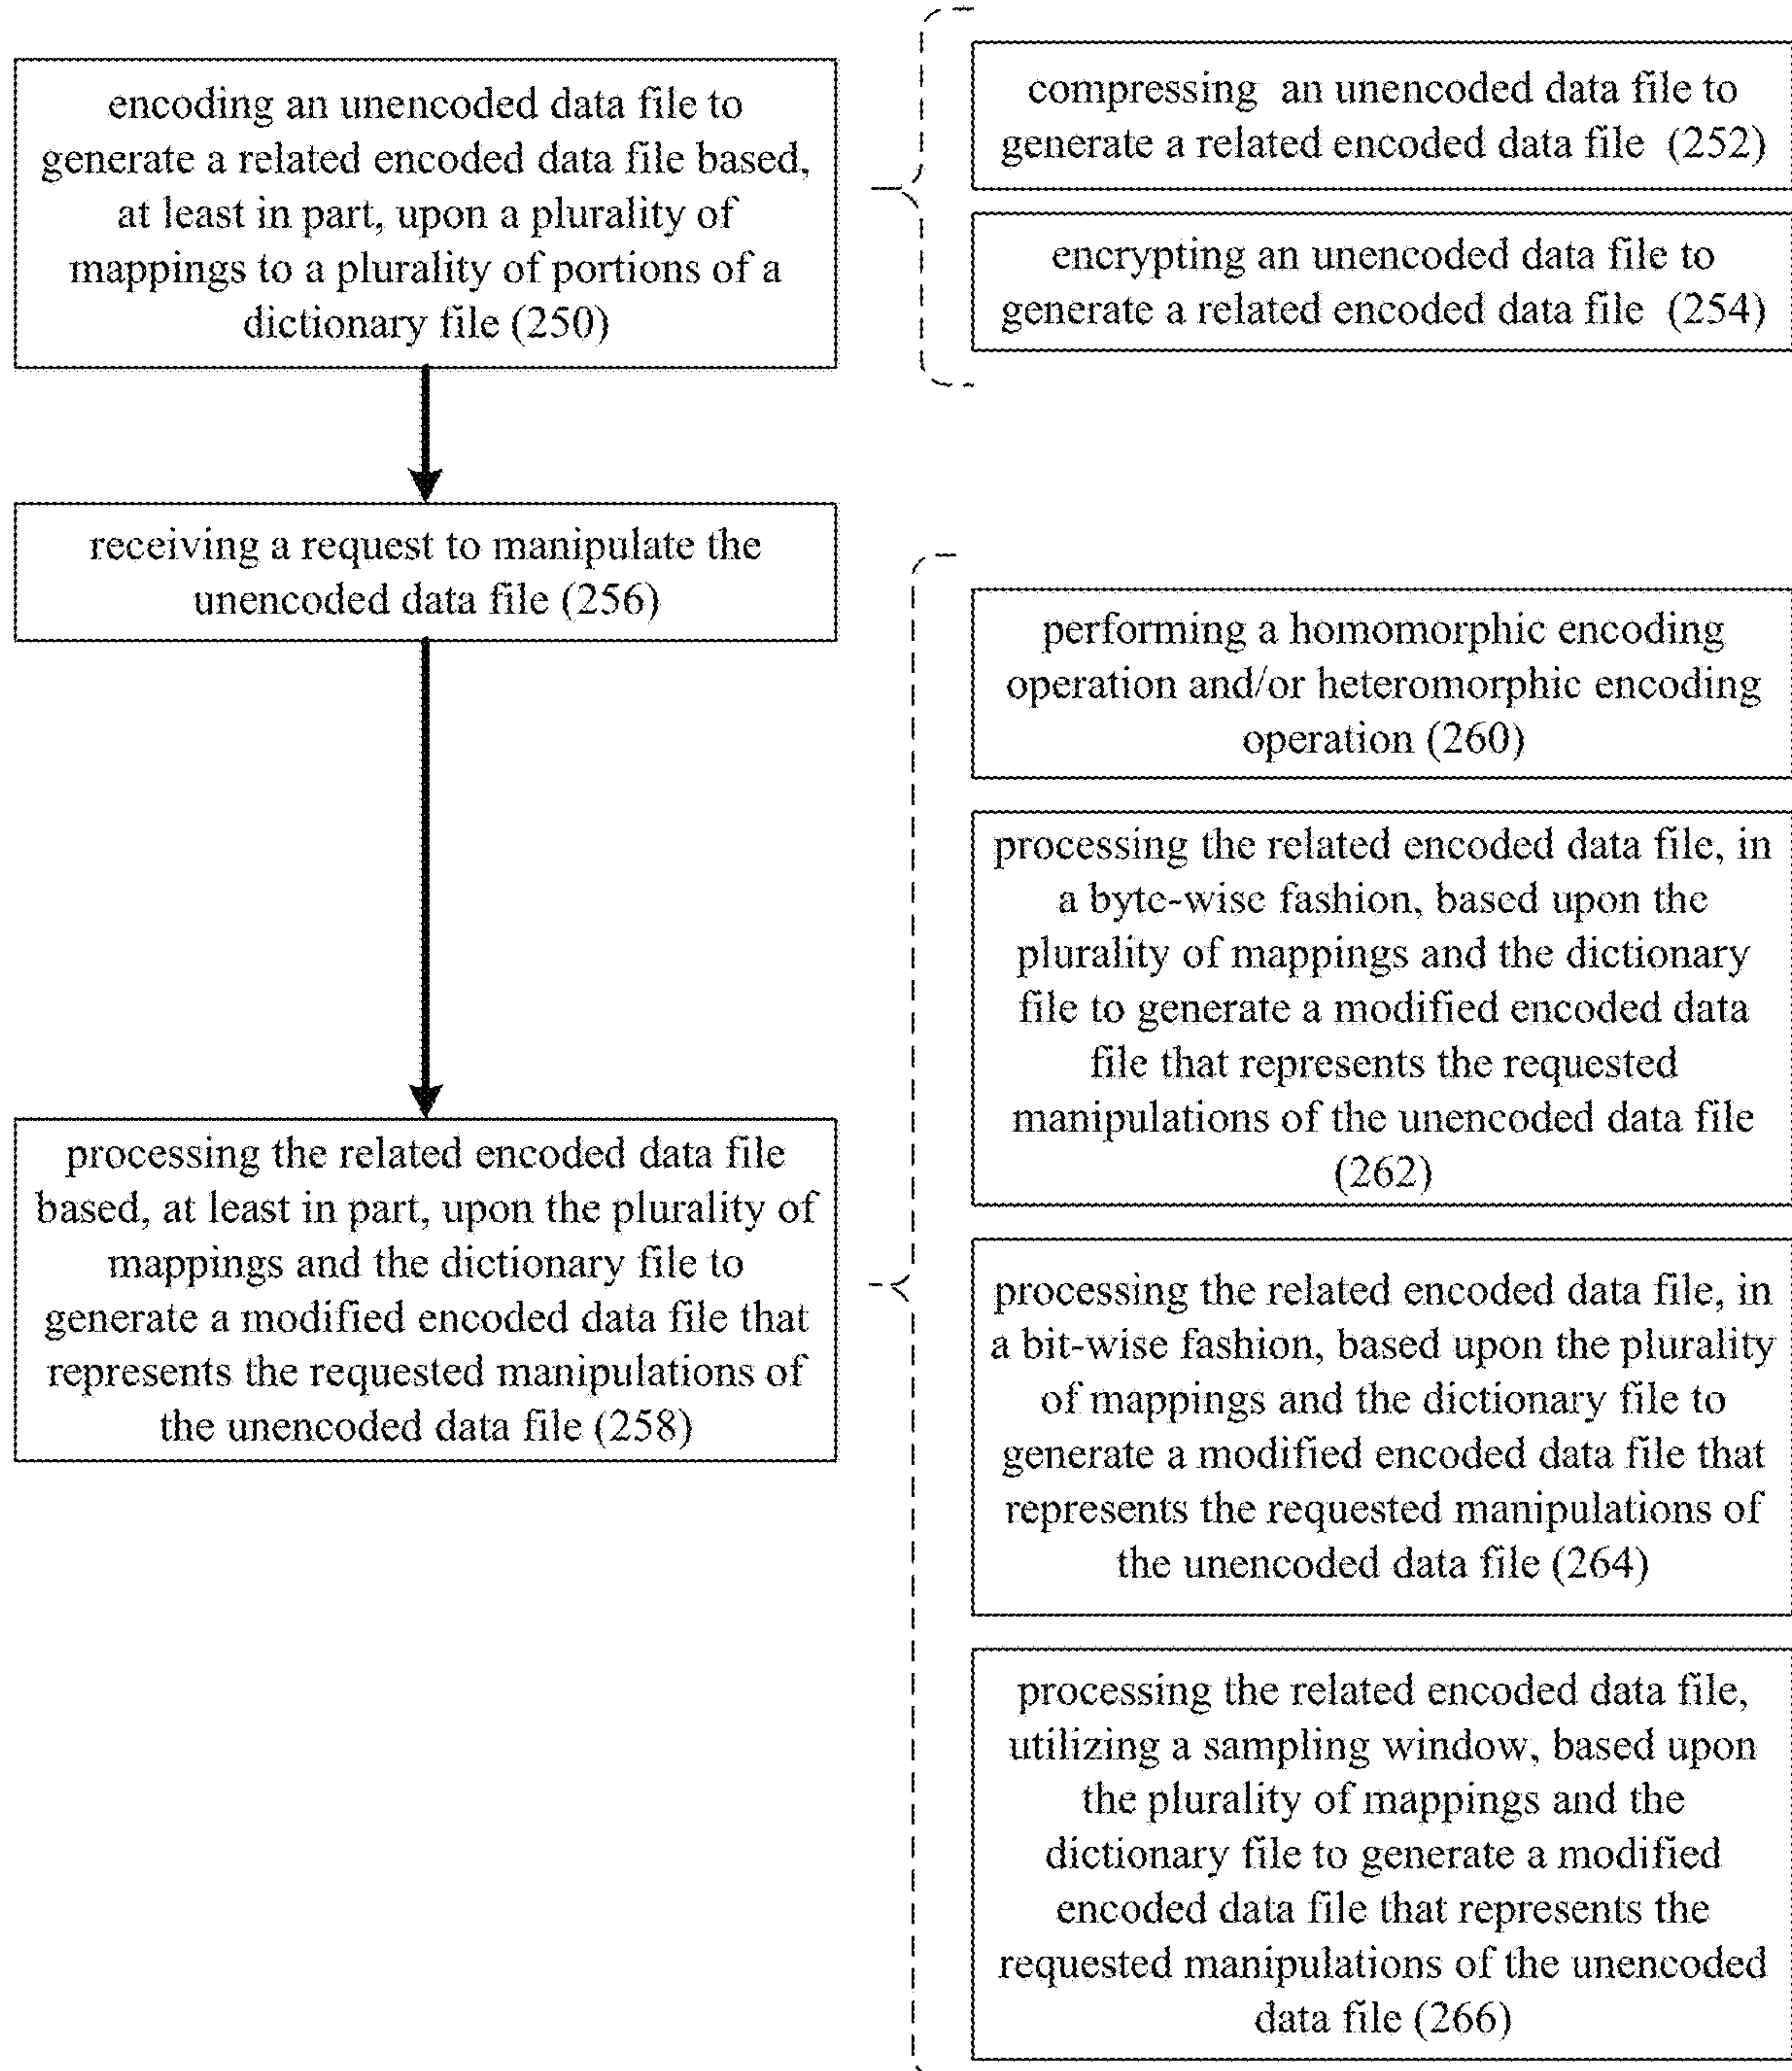 encoding an unencoded data file to
generate a related encoded data file based,
at least in part, upon a plurality of
mappings to a plurality of portions of a
dictionary file (250)
compressing an unencoded data file to
generate a related encoded data file (252)
encrypting an unencoded data file to
generate a related encoded data file (254)
receiving a request to manipulate the
unencoded data file (256)
processing the related encoded data file
based, at least in part, upon the plurality of
mappings and the dictionary file to
generate a modified encoded data file that
represents the requested manipulations of
the unencoded data file (258)
performing a homomorphic encoding
operation and/or heteromorphic encoding
operation (260)
processing the related encoded data file, in
a byte-wise fashion, based upon the
plurality of mappings and the dictionary
file to generate a modified encoded data
file that represents the requested
manipulations of the unencoded data file
(262)
processing the related encoded data file, in
a bit-wise fashion, based upon the plurality
of mappings and the dictionary file to
generate a modified encoded data file that
represents the requested manipulations of
the unencoded data file (264)
processing the related encoded data file,
utilizing a sampling window, based upon
the plurality of mappings and the
dictionary file to generate a modified
encoded data file that represents the
requested manipulations of the unencoded
data file (266)